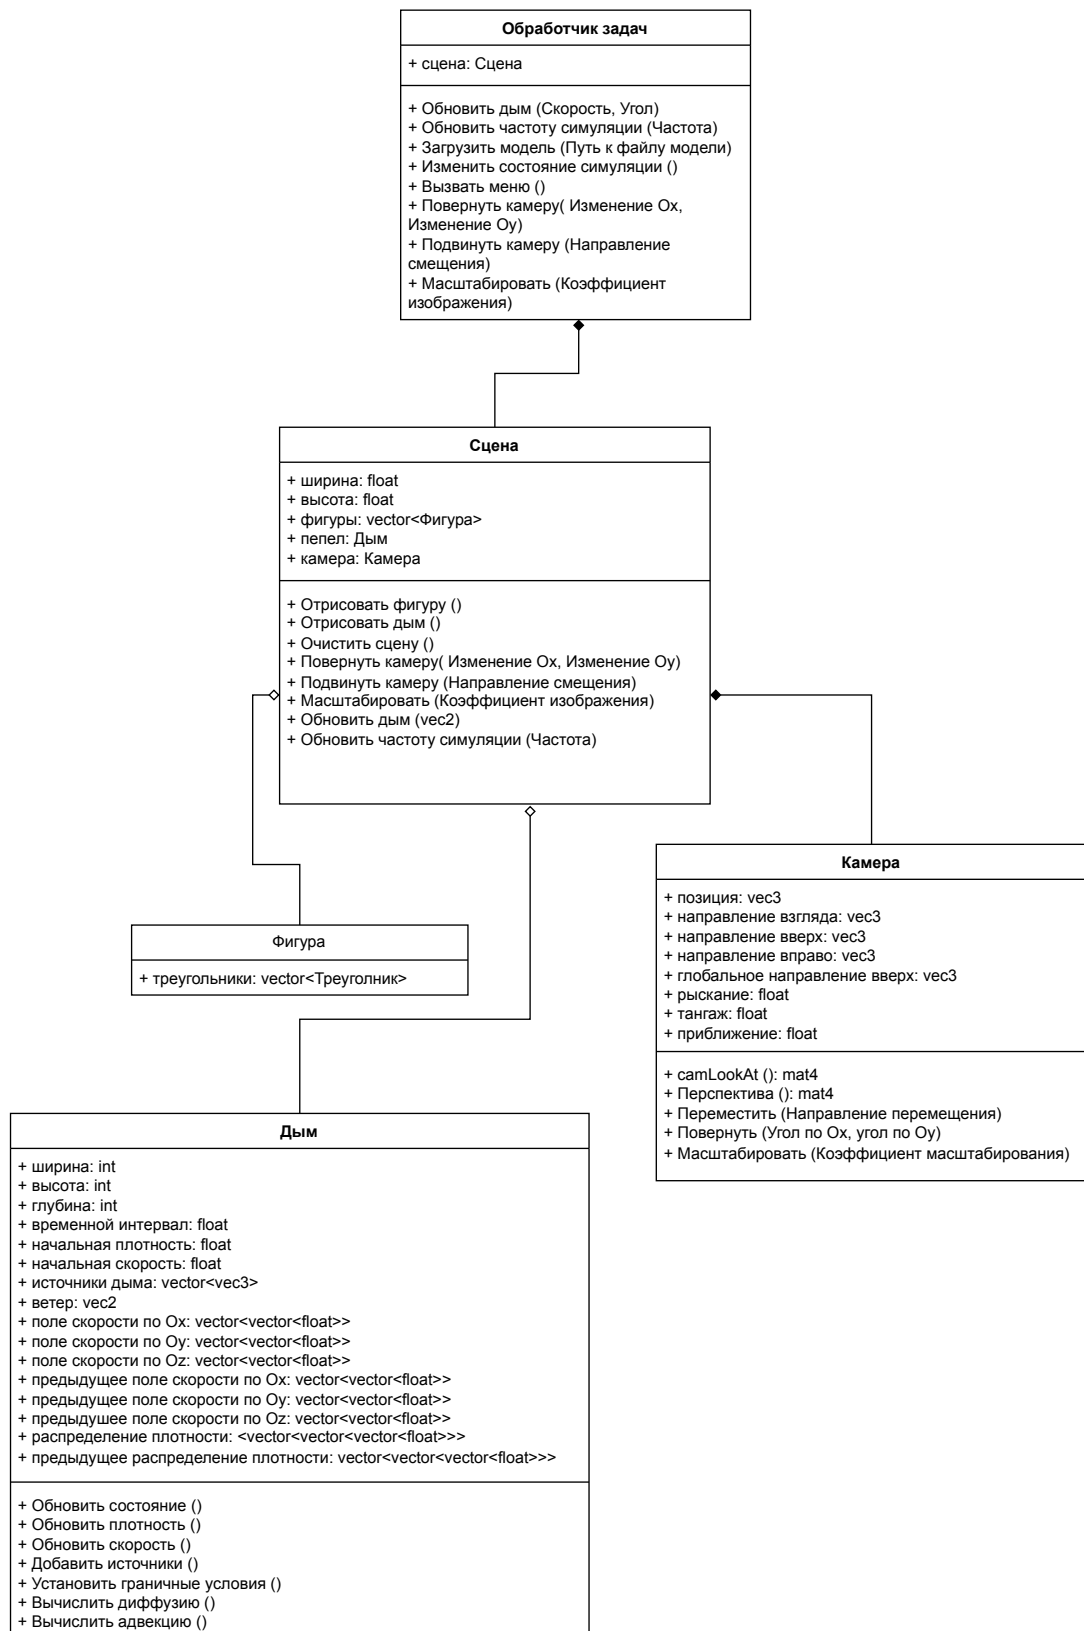 Обработчик задач
+ сцена: Сцена
+ Обновить дым (Скорость, Угол)
+ Обновить частоту симуляции (Частота)
+ Загрузить модель (Путь к файлу модели)
+ Изменить состояние симуляции ()
+ Вызвать меню ()
+ Повернуть камеру( Изменение Ox,
Изменение Oy)
+ Подвинуть камеру (Направление
смещения)
+ Масштабировать (Коэффициент
изображения)
Сцена
+ ширина: float
+ высота: float
+ фигуры: vector<Фигура>
+ пепел: Дым
+ камера: Камера
+ Отрисовать фигуру ()
+ Отрисовать дым ()
+ Очистить сцену ()
+ Повернуть камеру( Изменение Ox, Изменение Oy)
+ Подвинуть камеру (Направление смещения)
+ Масштабировать (Коэффициент изображения)
+ Обновить дым (vec2)
+ Обновить частоту симуляции (Частота)
Фигура
+ треугольники: vector<Треуголник>
Камера
+ позиция: vec3
+ направление взгляда: vec3
+ направление вверх: vec3
+ направление вправо: vec3
+ глобальное направление вверх: vec3
+ рыскание: float
+ тангаж: float
+ приближение: float
+ camLookAt (): mat4
+ Перспектива (): mat4
+ Переместить (Направление перемещения)
+ Повернуть (Угол по Ox, угол по Oy)
+ Масштабировать (Коэффициент масштабирования)
Дым
+ ширина: int
+ высота: int
+ глубина: int
+ временной интервал: float
+ начальная плотность: float
+ начальная скорость: float
+ источники дыма: vector<vec3>
+ ветер: vec2
+ поле скорости по Ox: vector<vector<float>>
+ поле скорости по Oy: vector<vector<float>>
+ поле скорости по Oz: vector<vector<float>>
+ предыдущее поле скорости по Ox: vector<vector<float>>
+ предыдущее поле скорости по Oy: vector<vector<float>>
+ предыдушее поле скорости по Oz: vector<vector<float>>
+ распределение плотности: <vector<vector<vector<float>>>
+ предыдущее распределение плотности: vector<vector<vector<float>>>
+ Обновить состояние ()
+ Обновить плотность ()
+ Обновить скорость ()
+ Добавить источники ()
+ Установить граничные условия ()
+ Вычислить диффузию ()
+ Вычислить адвекцию ()